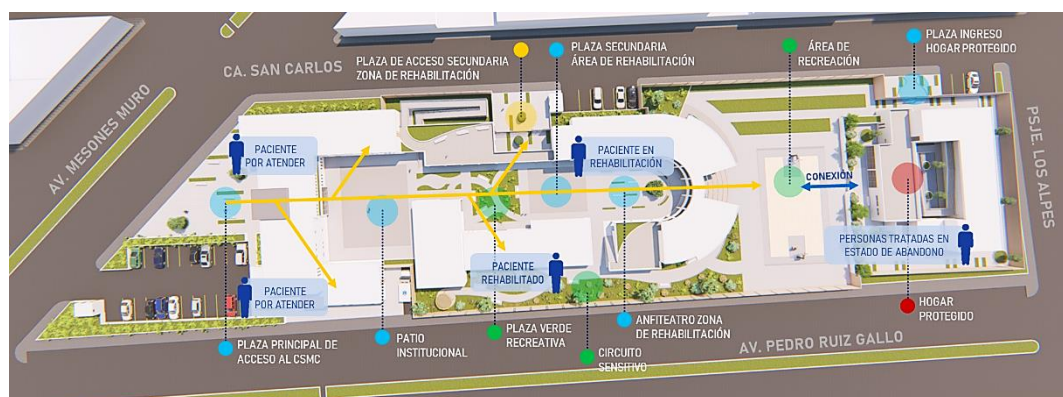 CA. SAN CARLOS
AV. MESONES MURO
PLAZA DE ACCESO SECUNDARIA
ZONA DE REHABILITACIÓN
PLAZA SECUNDARIA
ÁREA DE REHABILITACIÓN
ÁREA DE
RECREACIÓN
PLAZA INGRESO
HOGAR PROTEGIDO
PSJE. LOS ALPES
PACIENTE
POR ATENDER
PACIENTE EN
REHABILITACIÓN
CONEXIÓN
PERSONAS TRATADAS EN
ESTADO DE ABANDONO
PACIENTE
REHABILITADO
PACIENTE
POR ATENDER
PLAZA PRINCIPAL DE
ACCESO AL CSMC
PATIO
INSTITUCIONAL
PLAZA VERDE
RECREATIVA
CIRCUITO
SENSITIVO
ANFITEATRO ZONA
DE REHABILITACIÓN
HOGAR
PROTEGIDO
AV. PEDRO RUIZ GALLO